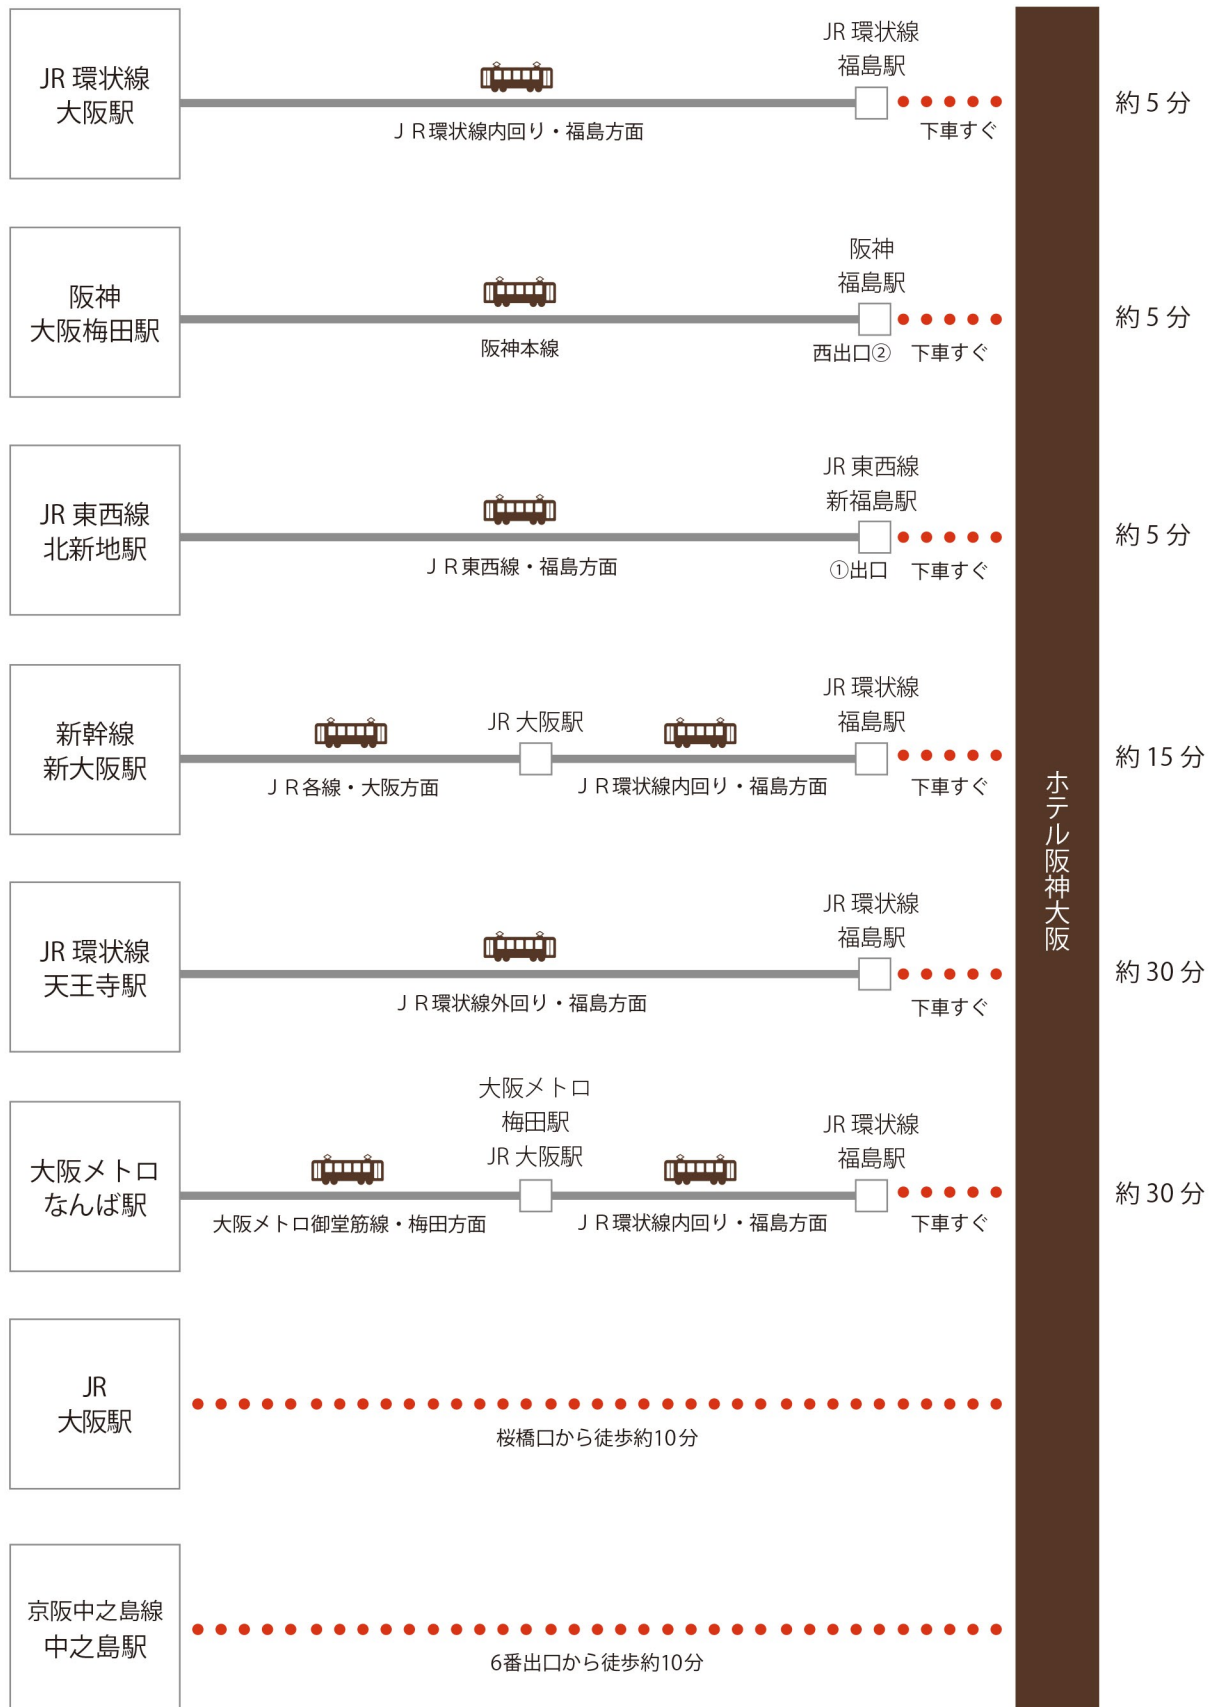 JR 環状線
大阪駅
ＪＲ環状線内回り・福島方面
JR 環状線
福島駅
下車すぐ
約 5 分
阪神
大阪梅田駅
阪神本線
阪神
福島駅
西出口②
下車すぐ
約 5 分
JR 東西線
北新地駅
ＪＲ東西線・福島方面
JR 東西線
新福島駅
①出口
下車すぐ
約 5 分
新幹線
新大阪駅
ＪＲ各線・大阪方面
JR 大阪駅
ＪＲ環状線内回り・福島方面
JR 環状線
福島駅
下車すぐ
約 15 分
JR 環状線
天王寺駅
ＪＲ環状線外回り・福島方面
JR 環状線
福島駅
下車すぐ
約 30 分
大阪メトロ
なんば駅
大阪メトロ御堂筋線・梅田方面
大阪メトロ
梅田駅
JR 大阪駅
ＪＲ環状線内回り・福島方面
JR 環状線
福島駅
下車すぐ
約 30 分
JR
大阪駅
桜橋口から徒歩約10分
京阪中之島線
中之島駅
6番出口から徒歩約10分
ホテル阪神大阪